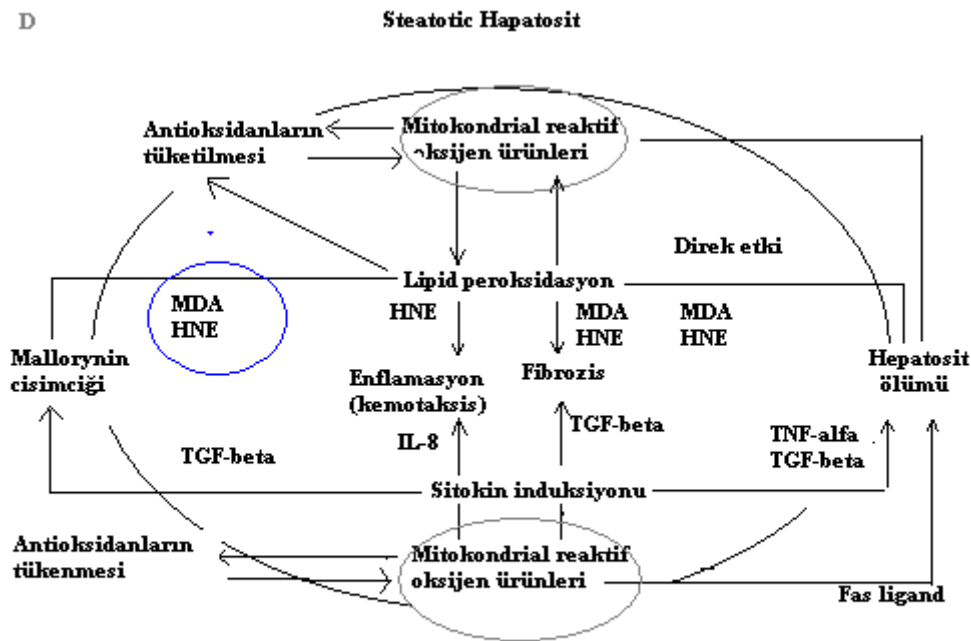 D
Steatotic Hapatosit
Antioksidanların
tüketilmesi
Mitokondrial reaktif
oksijen ürünleri
Direk etki
Lipid peroksidasyon
MDA
HNE
HNE
MDA
HNE
MDA
HNE
Mallorynin
cisimciği
Enflamasyon
(kemotaksis)
Fibrozis
Hepatosit
ölümü
IL-8
TGF-beta
TNF-alfa
TGF-beta
TGF-beta
Sitokin induksiyonu
Antioksidanların
tükenmesi
Mitokondrial reaktif
oksijen ürünleri
Fas ligand